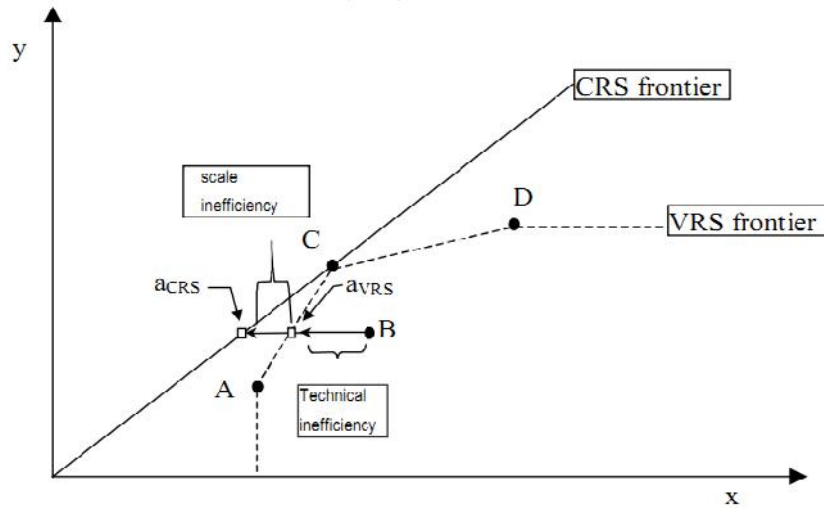 y
CRS frontier
scale
inefficiency
D
VRS frontier
C
aCRS
aVRS
B
A
Technical
inefficiency
x